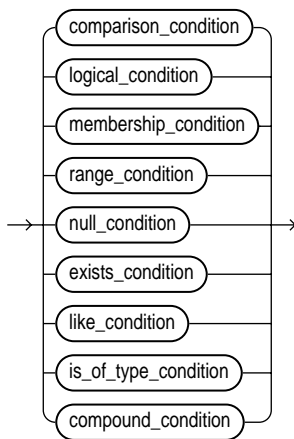 comparison_condition
logical_condition
membership_condition
range_condition
null_condition
exists_condition
like_condition
is_of_type_condition
compound_condition